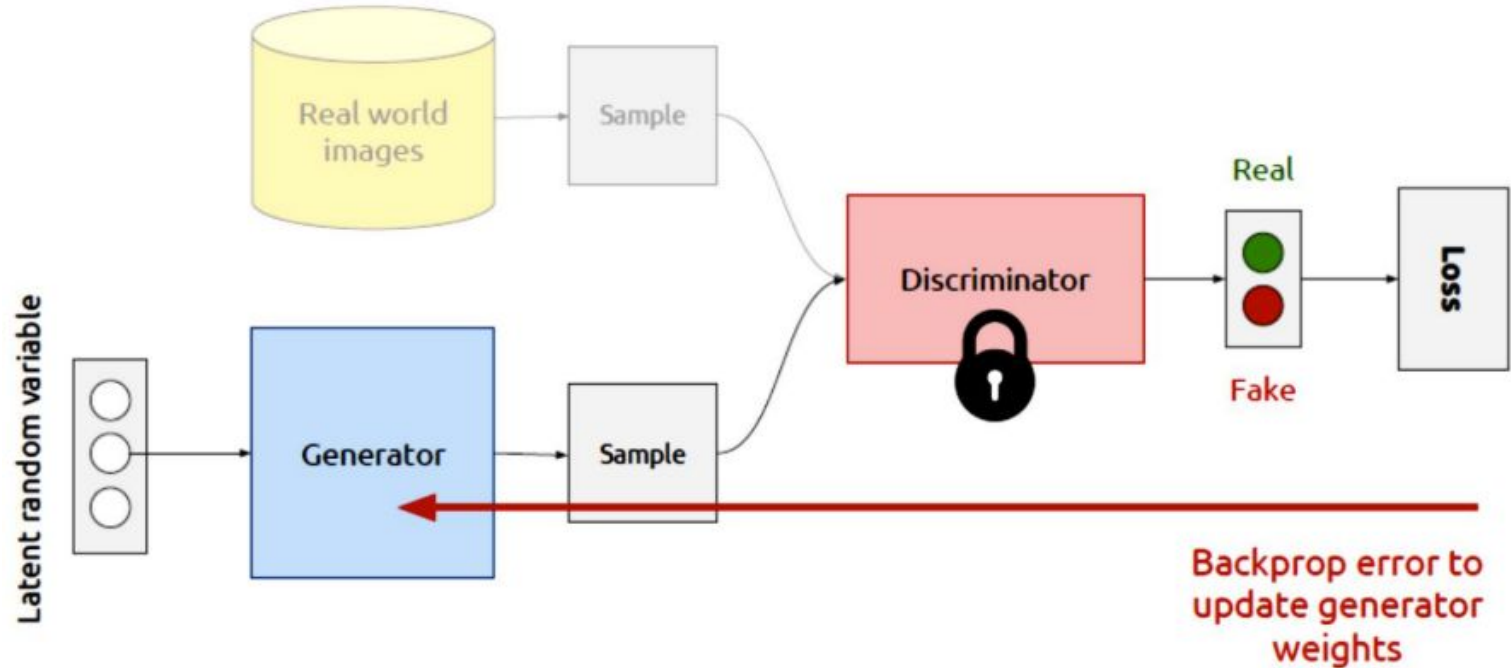 Real world
images
Sample
Real
Discriminator
Loss
Fake
Latent random variable
Generator
Sample
Backprop error to
update generator
weights